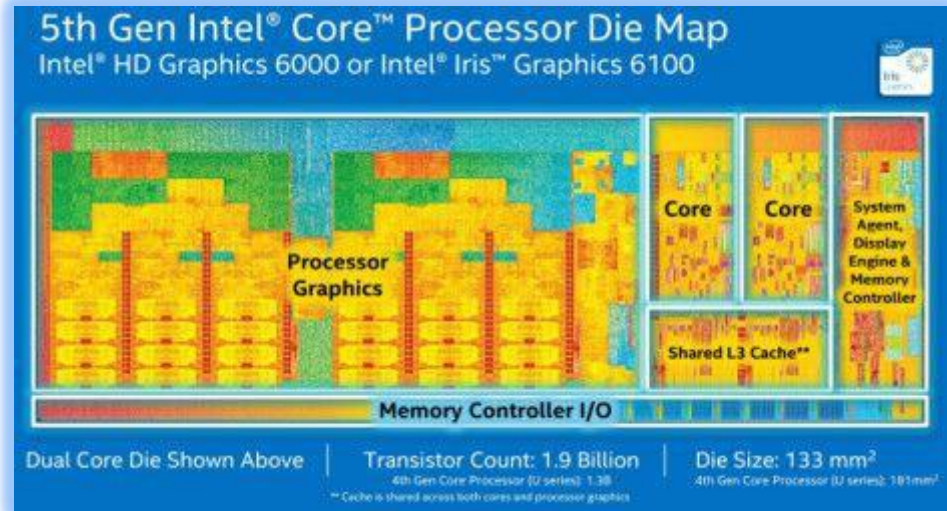 5th Gen Intel® Core™ Processor Die Map
Intel® HD Graphics 6000 or Intel® Iris™ Graphics 6100
intel
Iris
Core
Core
System
Agent,
Display
Engine &
Memory
Controller
Processor
Graphics
Shared L3 Cache**
Memory Controller I/O
Dual Core Die Shown Above
Transistor Count: 1.9 Billion
4th Gen Core Processor (U series): 1.3B
Die Size: 133 mm²
4th Gen Core Processor (U series): 181mm²
** Cache is shared across both cores and processor graphics